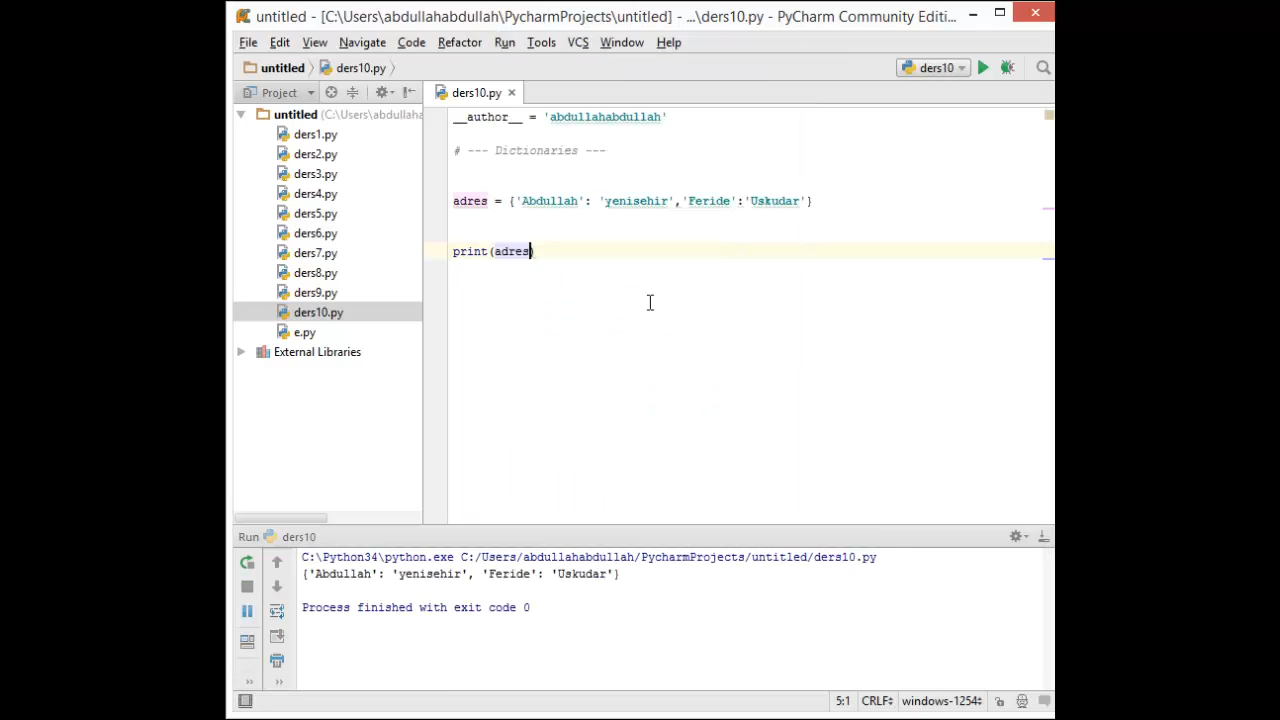 untitled - [C:\Users\abdullahabdullah\PycharmProjects\untitled] - ...\ders10.py - PyCharm Community Editi...
File Edit View Navigate Code Refactor Run Tools VCS Window Help
untitled ders10.py ders10
Project ders10.py
untitled (C:\Users\abdullaha
ders1.py
ders2.py
ders3.py
ders4.py
ders5.py
ders6.py
ders7.py
ders8.py
ders9.py
ders10.py
e.py
External Libraries
__author__ = 'abdullahabdullah'
# --- Dictionaries ---
adres = {'Abdullah': 'yenisehir','Feride':'Uskudar'}
print(adres)
Run ders10
C:\Python34\python.exe C:/Users/abdullahabdullah/PycharmProjects/untitled/ders10.py
{'Abdullah': 'yenisehir', 'Feride': 'Uskudar'}
Process finished with exit code 0
5:1 CRLF windows-1254